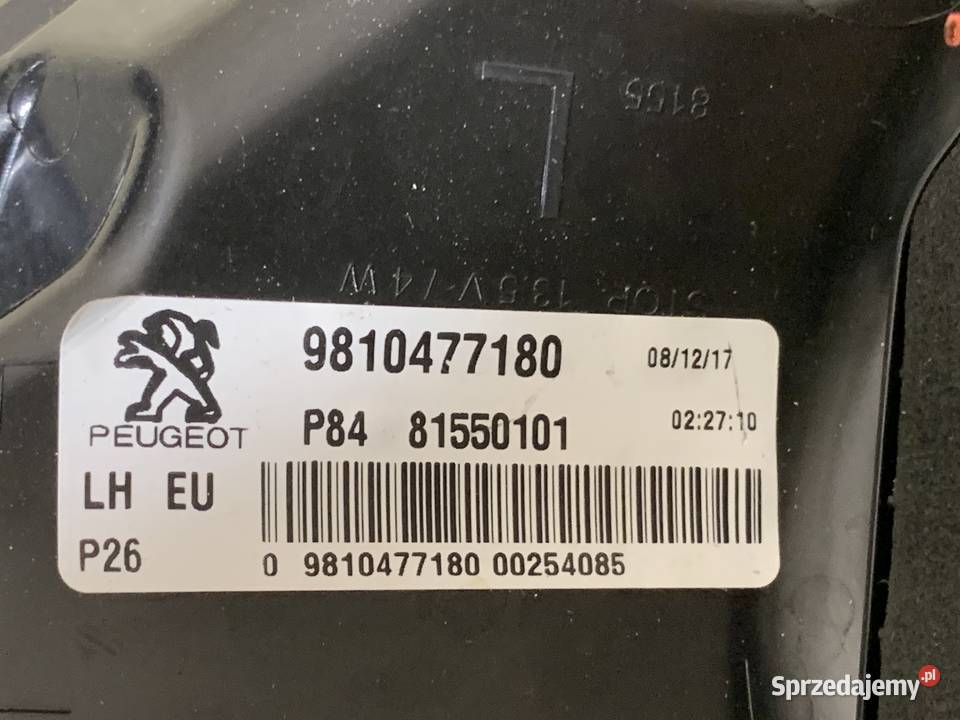 L
8155
STOP 13.5V/4W
9810477180 08/12/17
PEUGEOT P84 81550101 02:27:10
LH EU
P26 0 9810477180 00254085
Sprzedajemy.pl